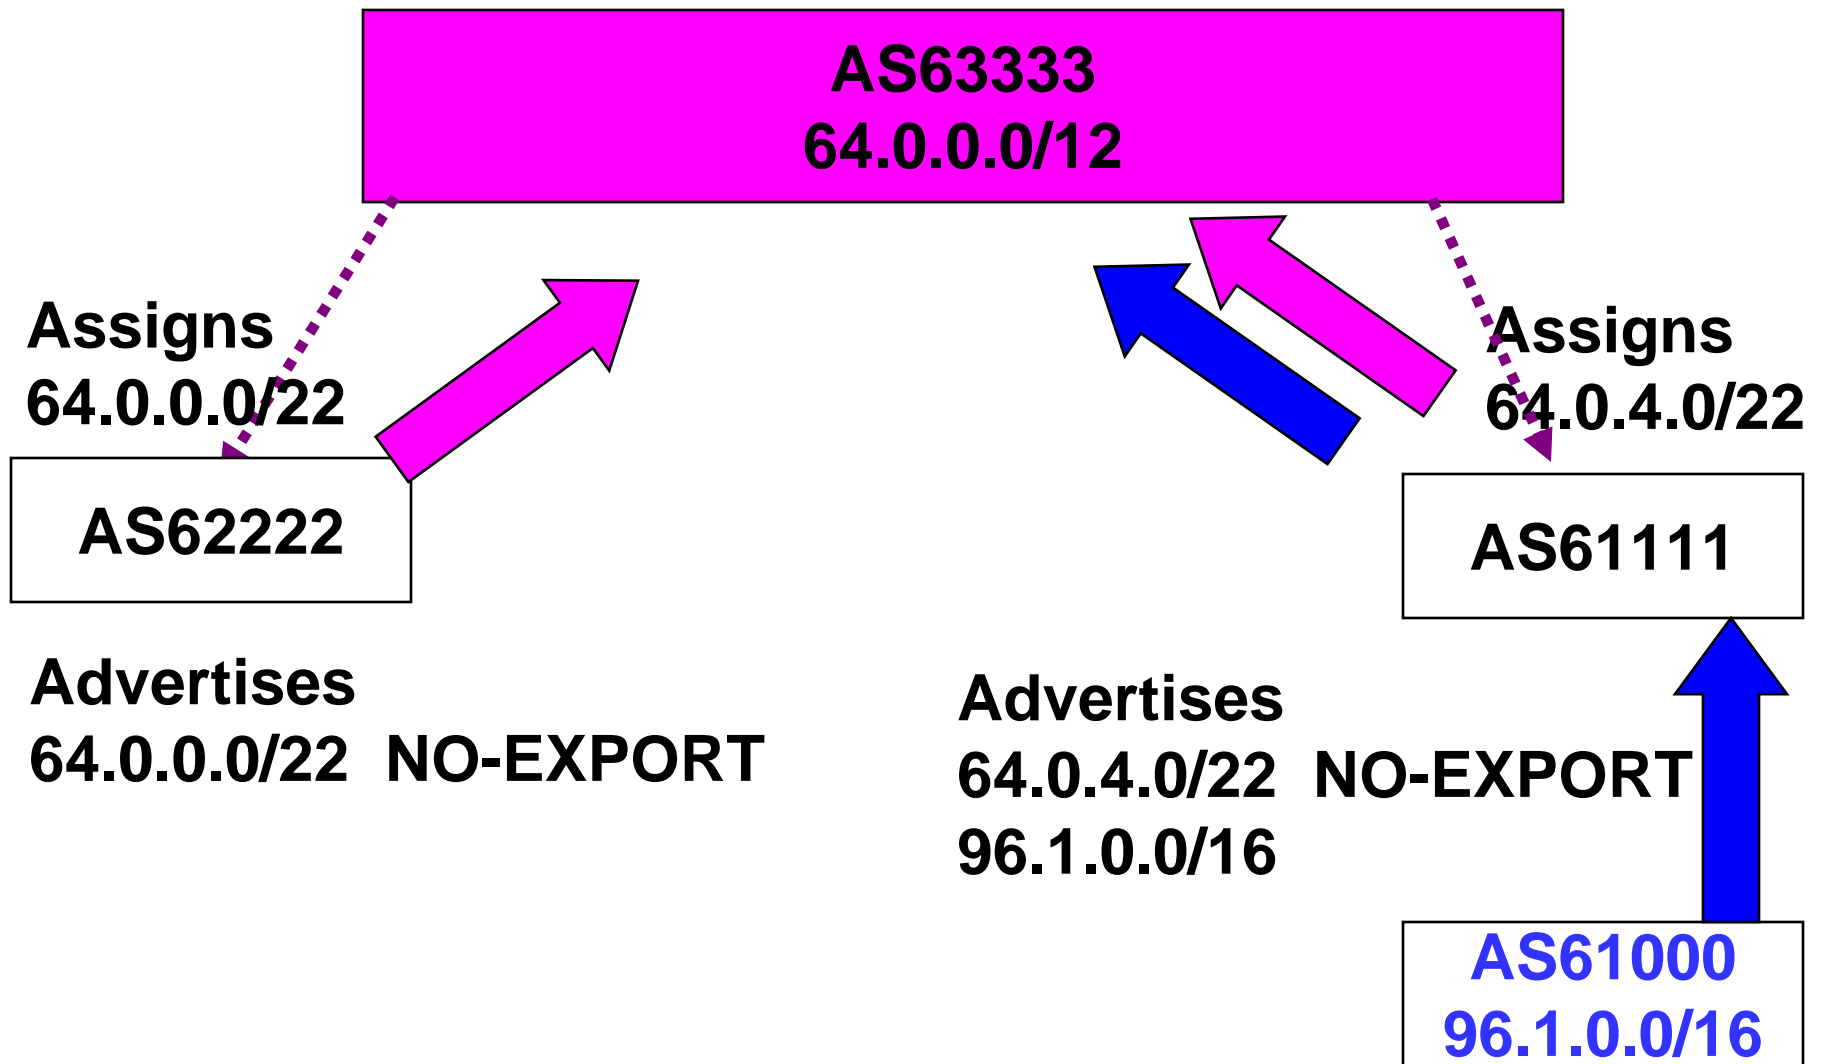 AS63333
64.0.0.0/12
Assigns
64.0.0.0/22
Assigns
64.0.4.0/22
AS62222
AS61111
Advertises
64.0.0.0/22 NO-EXPORT
Advertises
64.0.4.0/22 NO-EXPORT
96.1.0.0/16
AS61000
96.1.0.0/16